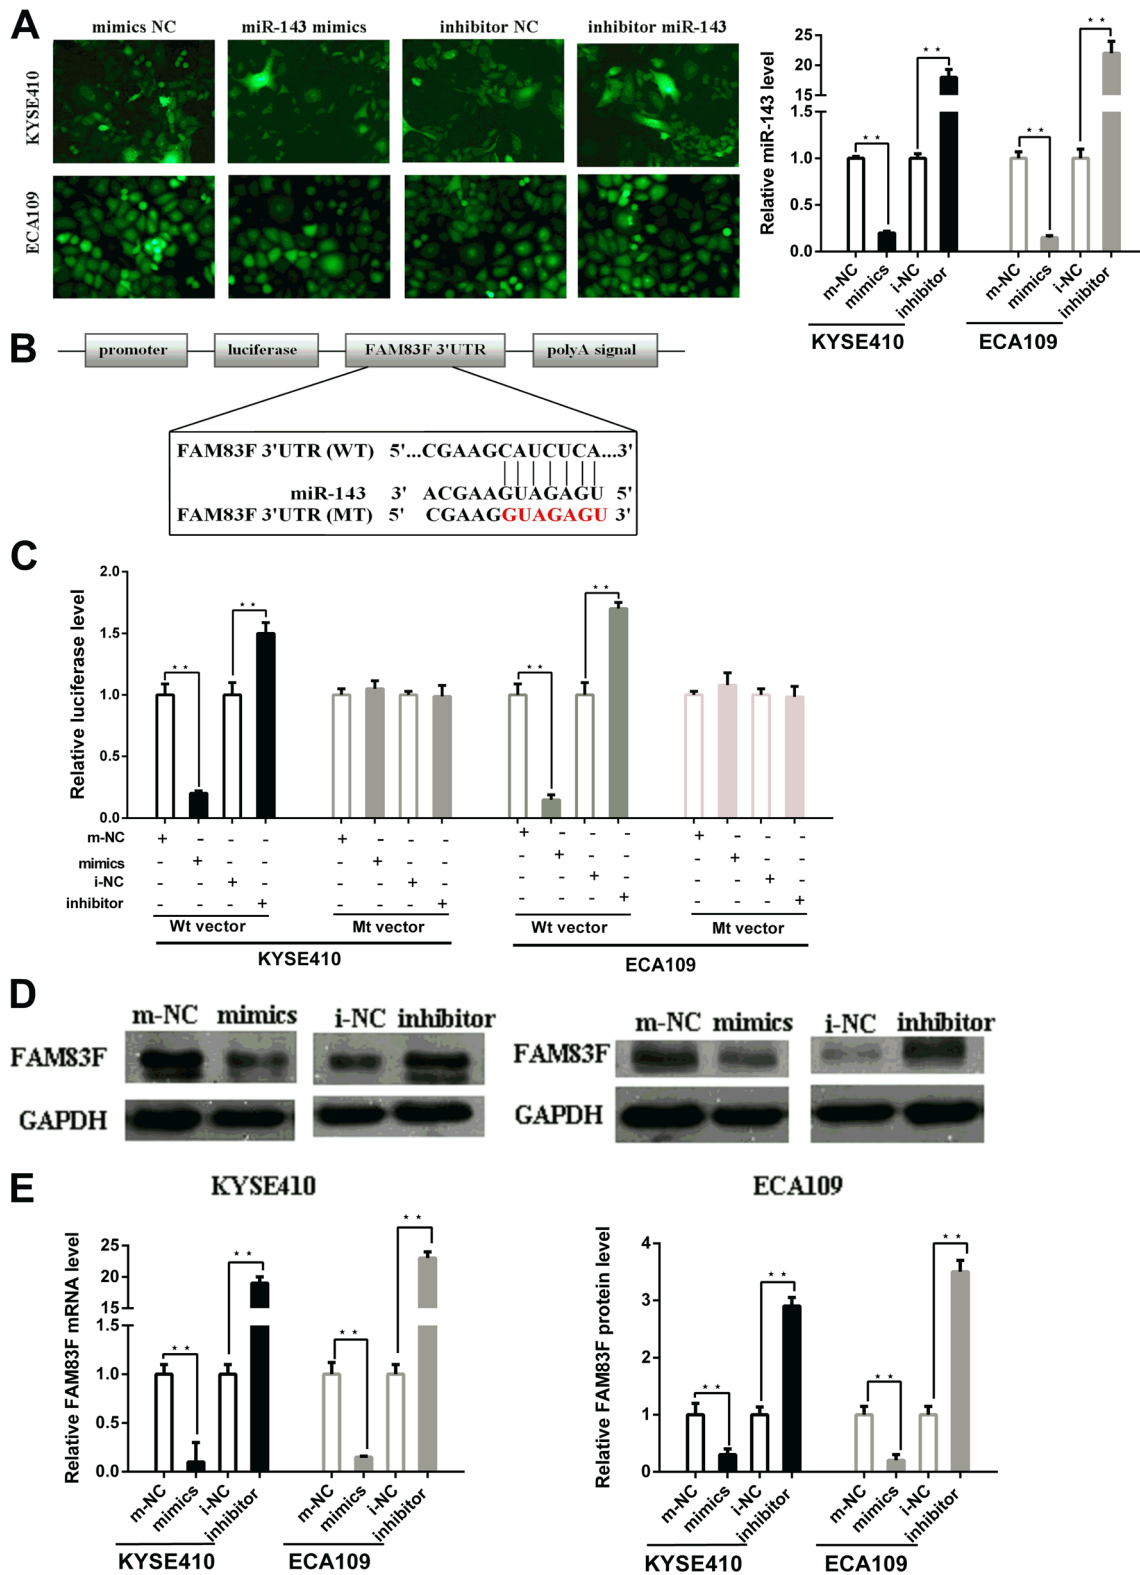 A
mimics NC
miR-143 mimics
inhibitor NC
inhibitor miR-143
KYSE410
ECA109
Relative miR-143 level
25
20
15
1.5
1.0
0.5
0.0
* *
* *
* *
* *
m-NC
mimics
i-NC
inhibitor
m-NC
mimics
i-NC
inhibitor
KYSE410
ECA109
B
promoter
luciferase
FAM83F 3'UTR
polyA signal
FAM83F 3'UTR (WT) 5'...CGAAGCAUCUCA...3'
miR-143 3' ACGAAGUAGAGU 5'
FAM83F 3'UTR (MT) 5' CGAAGGUAGAGU 3'
C
Relative luciferase level
2.0
1.5
1.0
0.5
0.0
* *
* *
* *
* *
m-NC + - - - + - - - + - - - + - - -
mimics - + - - - + - - - + - - - + - -
i-NC - - + - - - + - - - + - - - + -
inhibitor - - - + - - - + - - - + - - - +
Wt vector
Mt vector
Wt vector
Mt vector
KYSE410
ECA109
D
m-NC mimics
i-NC inhibitor
m-NC mimics
i-NC inhibitor
FAM83F
FAM83F
GAPDH
GAPDH
KYSE410
ECA109
E
Relative FAM83F mRNA level
25
20
15
1.0
0.5
0.0
* *
* *
* *
* *
m-NC
mimics
i-NC
inhibitor
m-NC
mimics
i-NC
inhibitor
KYSE410
ECA109
Relative FAM83F protein level
4
3
2
1
0
* *
* *
* *
* *
m-NC
mimics
i-NC
inhibitor
m-NC
mimics
i-NC
inhibitor
KYSE410
ECA109